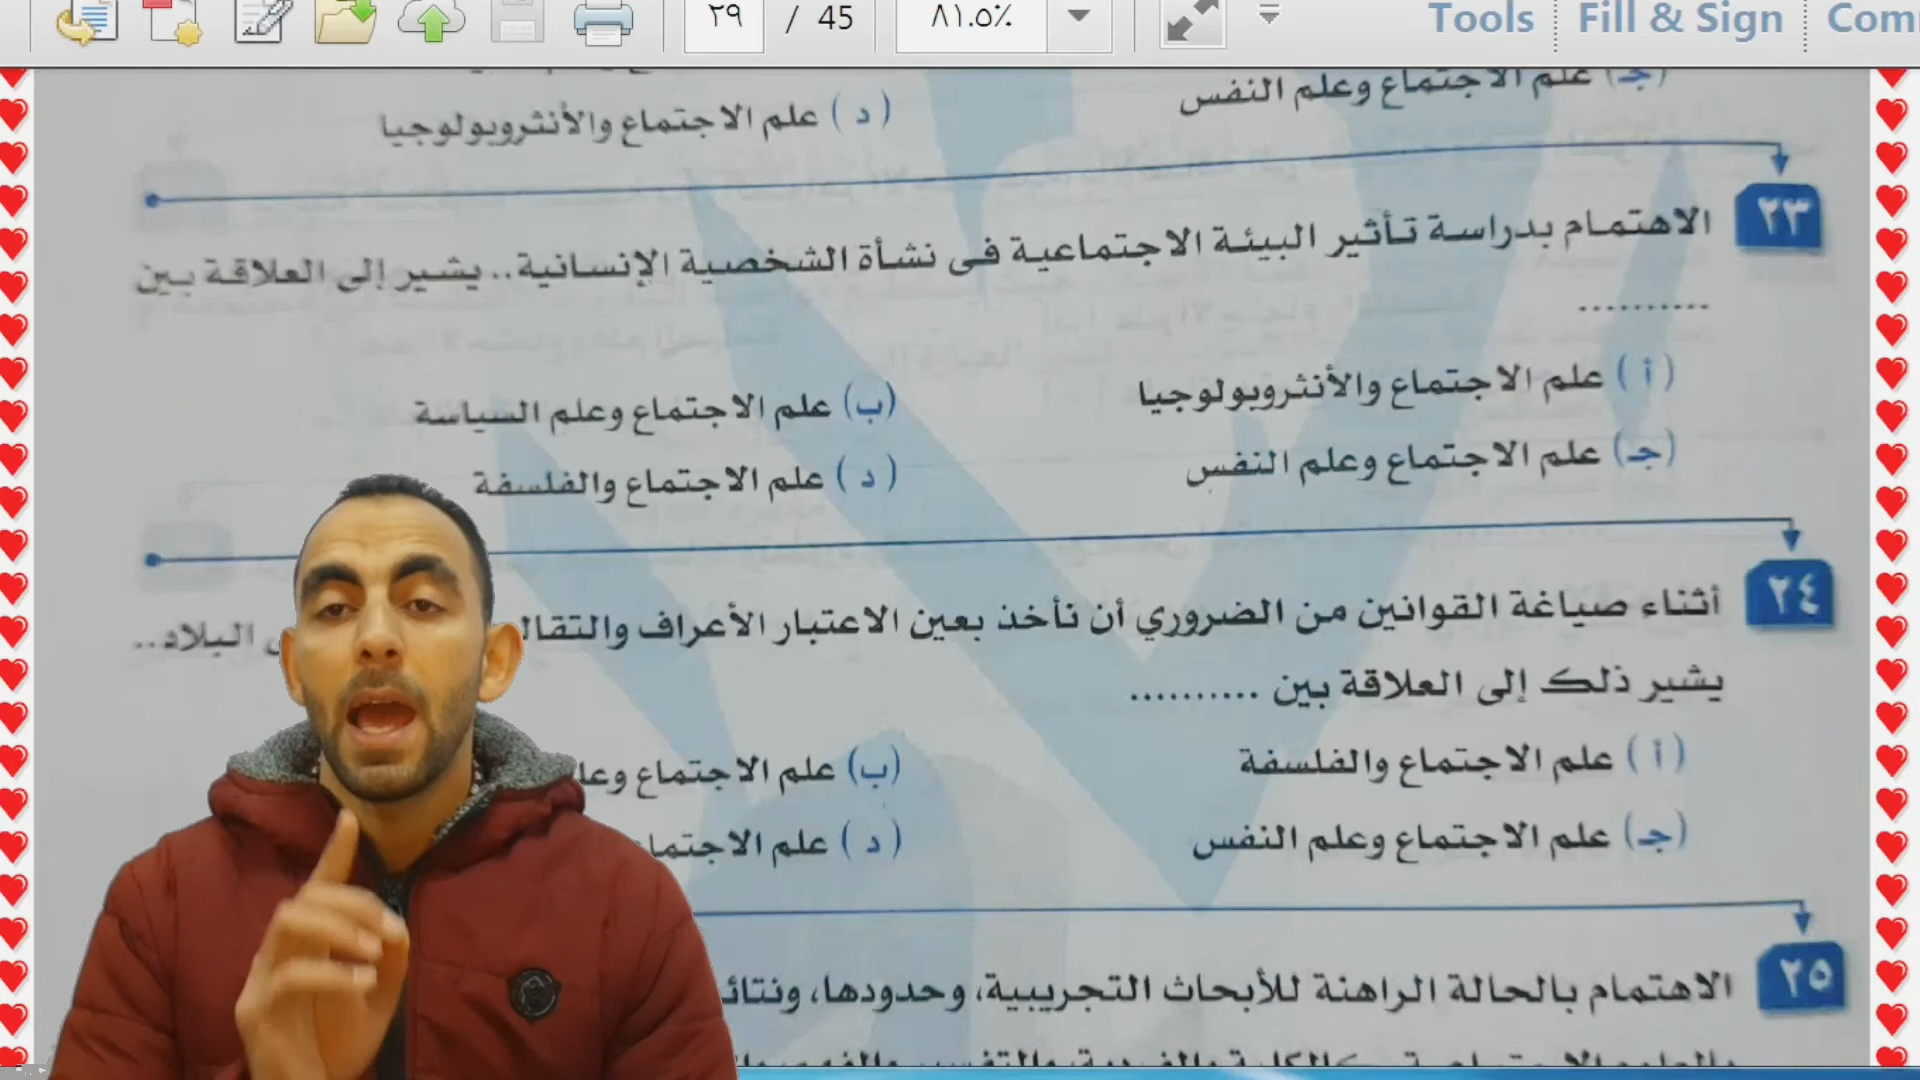 Tools
Fill & Sign
٢٩ / 45
٨١.٥٪
(جـ) علم الاجتماع وعلم النفس
( د ) علم الاجتماع والأنثروبولوجيا
٢٣
الاهتمام بدراسة تأثير البيئة الاجتماعية فى نشأة الشخصية الإنسانية.. يشير إلى العلاقة بين
..........
( أ ) علم الاجتماع والأنثروبولوجيا
(ب) علم الاجتماع وعلم السياسة
(جـ) علم الاجتماع وعلم النفس
( د ) علم الاجتماع والفلسفة
٢٤
أثناء صياغة القوانين من الضروري أن نأخذ بعين الاعتبار الأعراف البلاد..
يشير ذلك إلى العلاقة بين ..........
( أ ) علم الاجتماع والفلسفة
(ب) علم الاجتماع
(جـ) علم الاجتماع وعلم النفس
( د ) علم
٢٥
الاهتمام بالحالة الراهنة للأبحاث التجريبية، وحدودها،